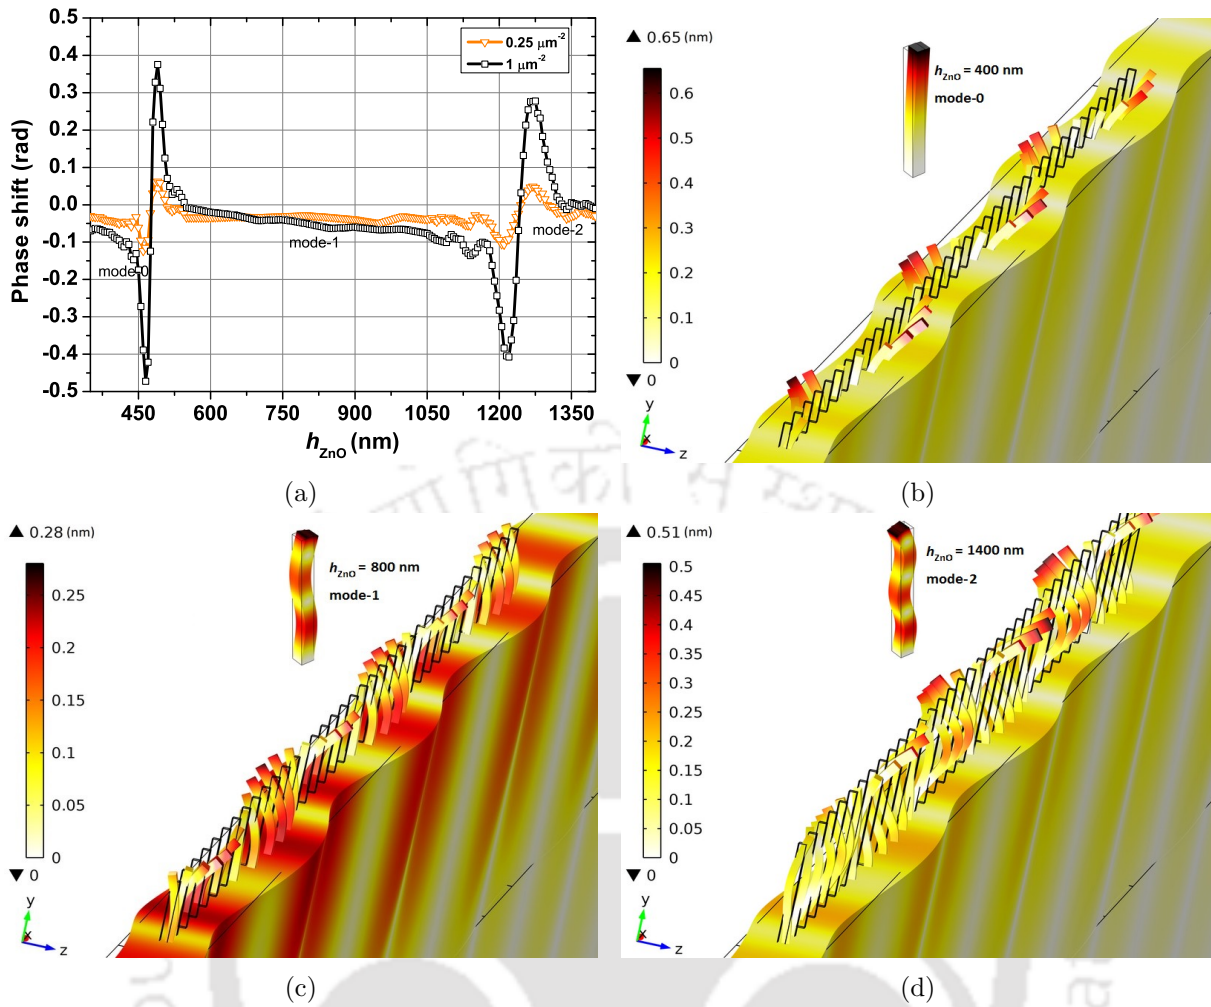 0.5
0.4
0.3
0.2
0.1
0.0
-0.1
-0.2
-0.3
-0.4
-0.5
Phase shift (rad)
0.25 μm⁻²
1 μm⁻²
mode-0
mode-1
mode-2
450 600 750 900 1050 1200 1350
h_ZnO (nm)
(a)
▲ 0.65 (nm)
0.6
0.5
0.4
0.3
0.2
0.1
0
▼ 0
h_ZnO = 400 nm
mode-0
y
x
z
(b)
▲ 0.28 (nm)
0.25
0.2
0.15
0.1
0.05
0
▼ 0
h_ZnO = 800 nm
mode-1
y
x
z
(c)
▲ 0.51 (nm)
0.5
0.45
0.4
0.35
0.3
0.25
0.2
0.15
0.1
0.05
0
▼ 0
h_ZnO = 1400 nm
mode-2
y
x
z
(d)